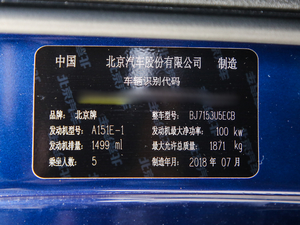 中国 北京汽车股份有限公司 制造
车辆识别代码
品牌：北京牌 整车型号：BJ7153U5ECB
发动机型号：A151E-1 发动机最大净功率：100 kw
发动机排量：1499 ml 最大允许总质量：1871 kg
乘坐人数：5 制造年月：2018 年 07 月